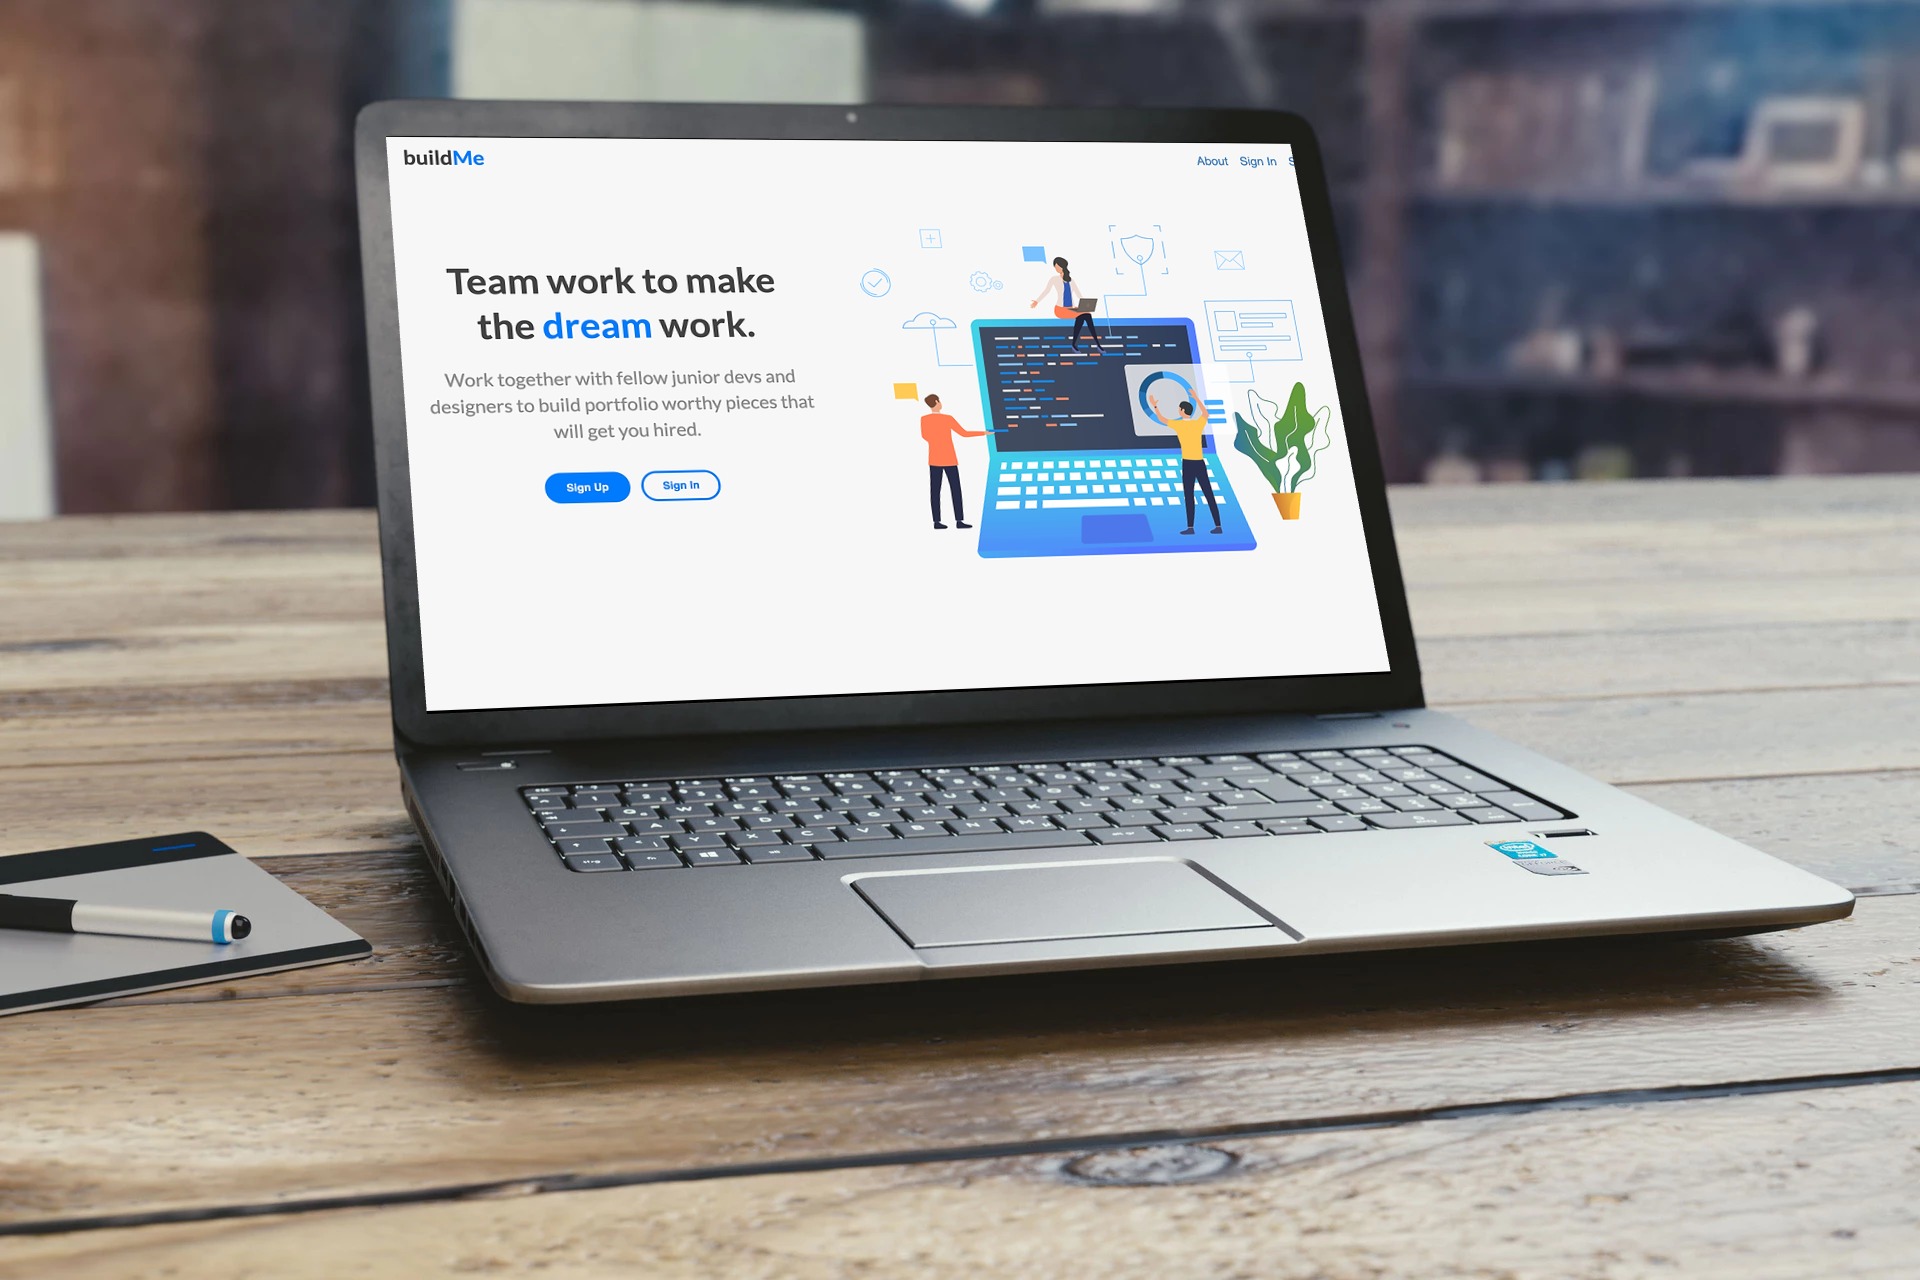 buildMe
About Sign In
Team work to make
the dream work.
Work together with fellow junior devs and
designers to build portfolio worthy pieces that
will get you hired.
Sign Up Sign In